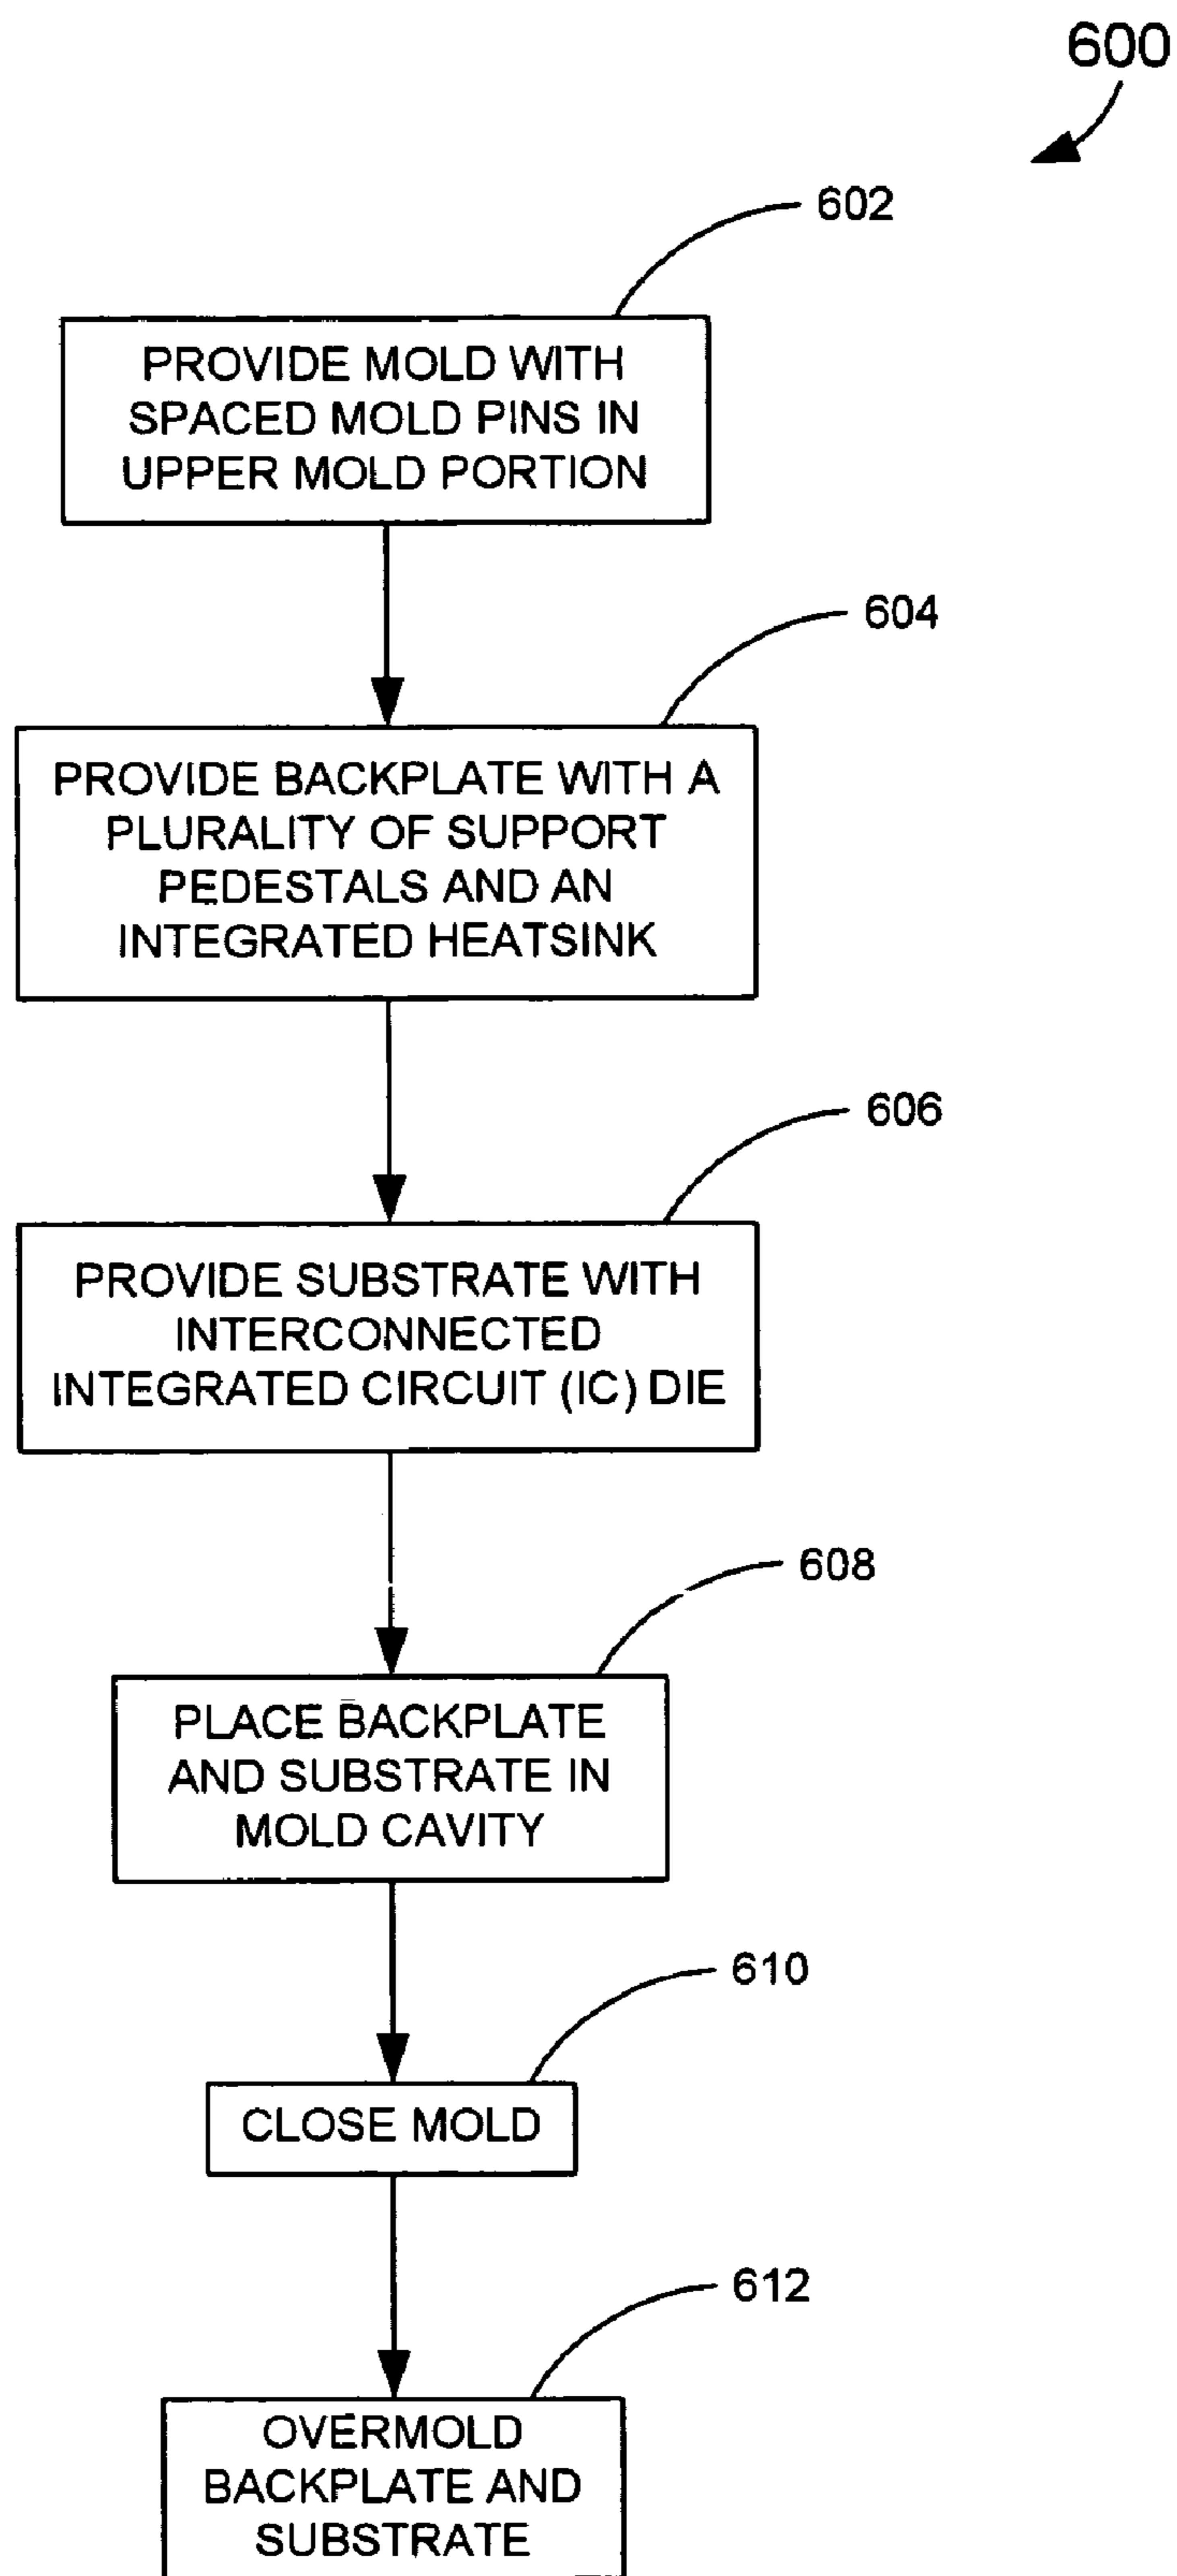 600
602
PROVIDE MOLD WITH
SPACED MOLD PINS IN
UPPER MOLD PORTION
604
PROVIDE BACKPLATE WITH A
PLURALITY OF SUPPORT
PEDESTALS AND AN
INTEGRATED HEATSINK
606
PROVIDE SUBSTRATE WITH
INTERCONNECTED
INTEGRATED CIRCUIT (IC) DIE
608
PLACE BACKPLATE
AND SUBSTRATE IN
MOLD CAVITY
610
CLOSE MOLD
612
OVERMOLD
BACKPLATE AND
SUBSTRATE